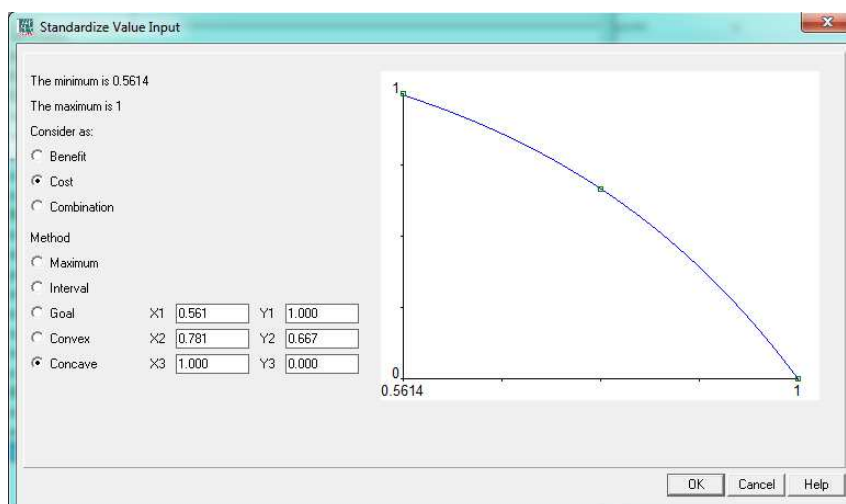 Standardize Value Input
The minimum is 0.5614
The maximum is 1
Consider as:
Benefit
Cost
Combination
Method
Maximum
Interval
Goal X1 0.561 Y1 1.000
Convex X2 0.781 Y2 0.667
Concave X3 1.000 Y3 0.000
1
0
0.5614 1
OK Cancel Help